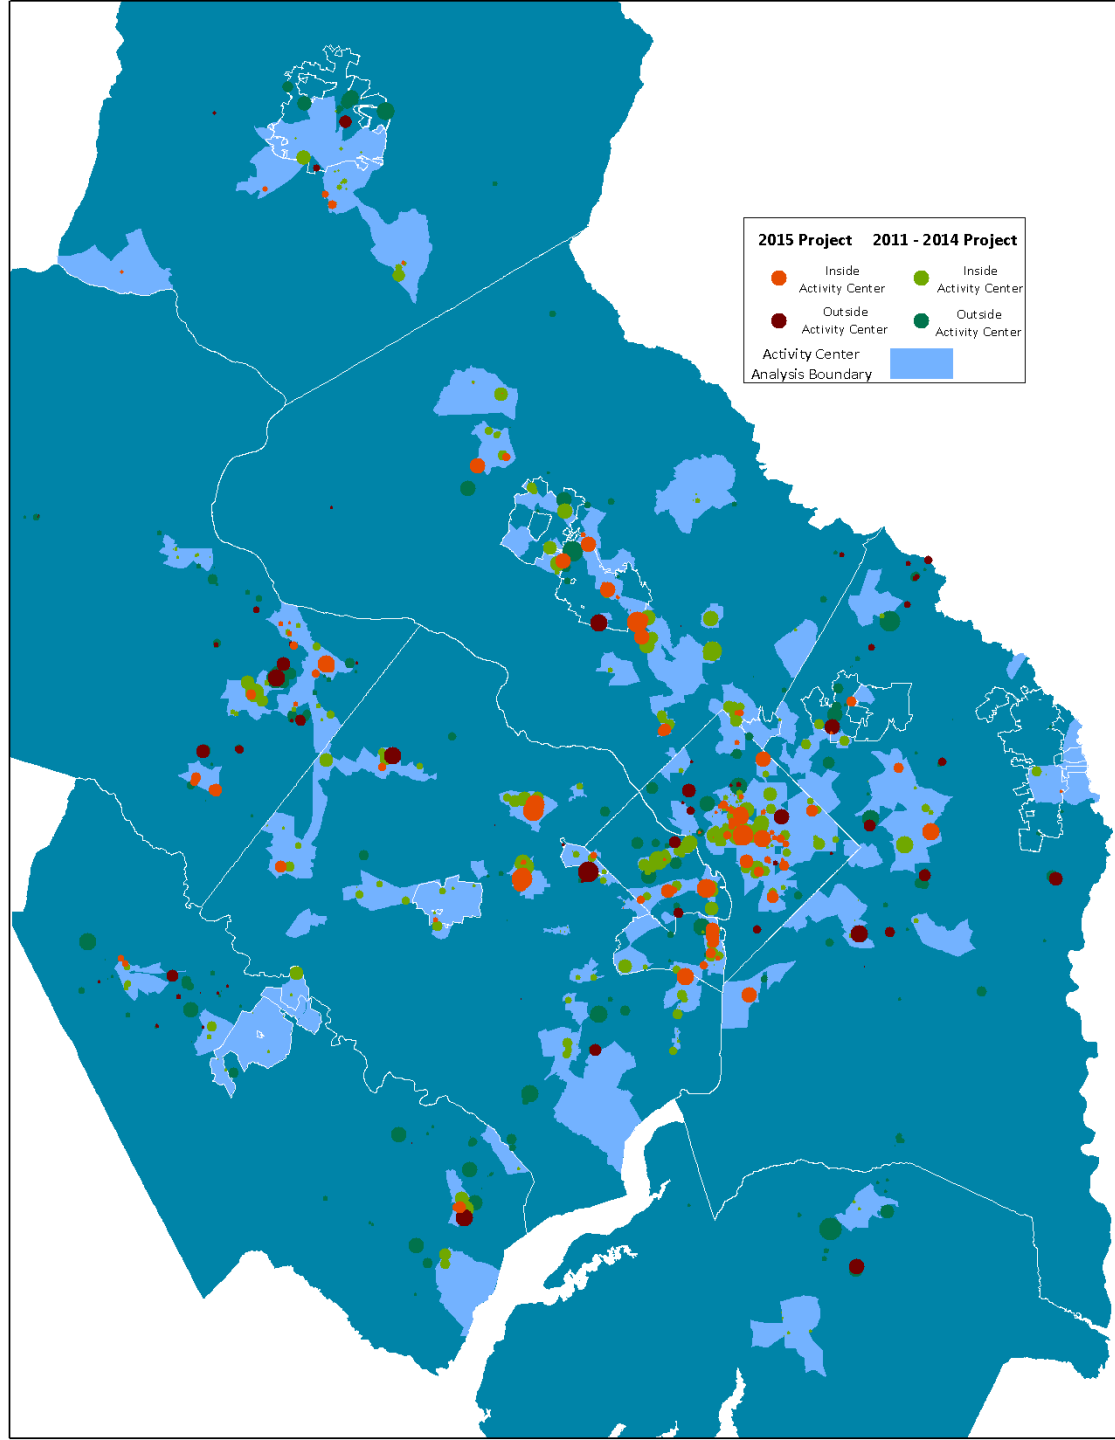 2015 Project 2011 - 2014 Project
Inside Inside
Activity Center Activity Center
Outside Outside
Activity Center Activity Center
Activity Center
Analysis Boundary